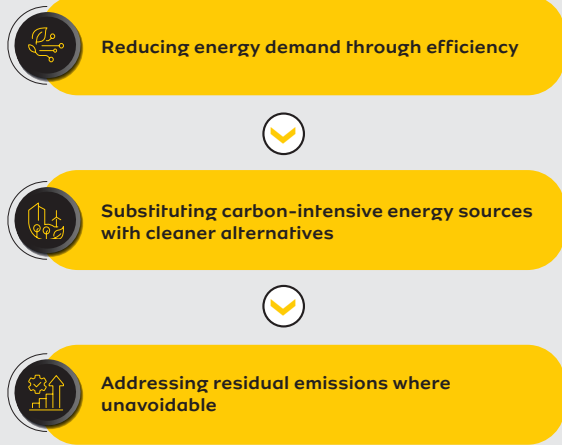 Reducing energy demand through efficiency
Substituting carbon-intensive energy sources
with cleaner alternatives
Addressing residual emissions where
unavoidable